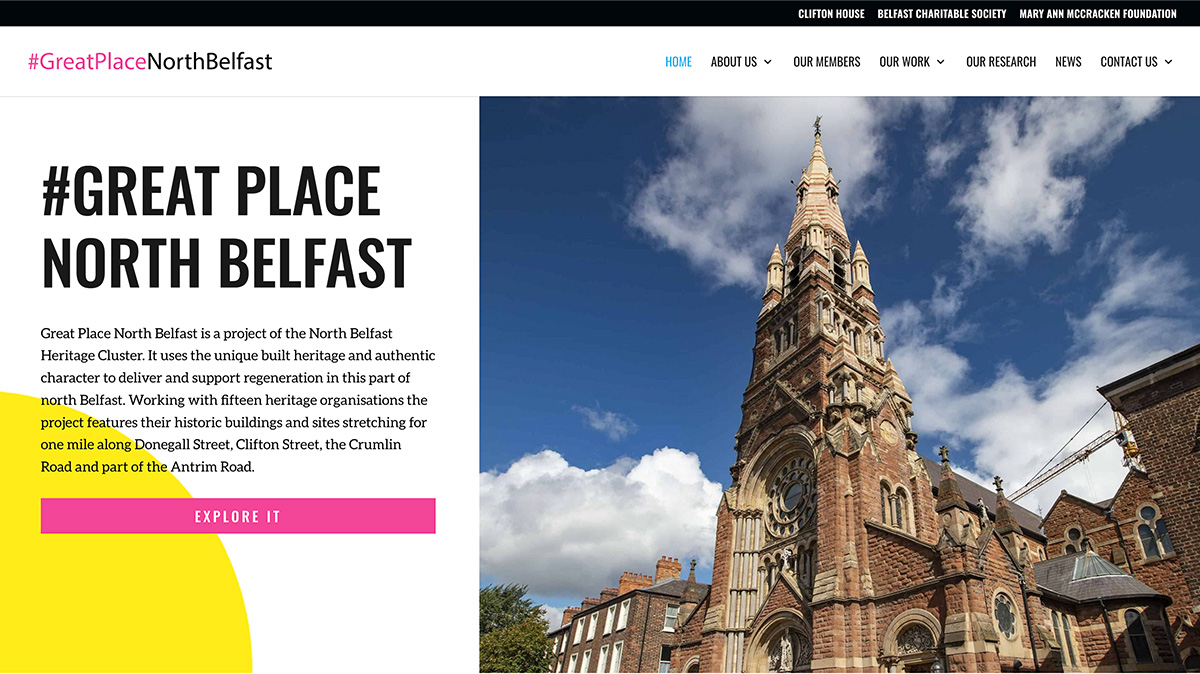 CLIFTON HOUSE BELFAST CHARITABLE SOCIETY MARY ANN MCCRACKEN FOUNDATION
#GreatPlaceNorthBelfast
HOME ABOUT US OUR MEMBERS OUR WORK OUR RESEARCH NEWS CONTACT US
#GREAT PLACE
NORTH BELFAST
Great Place North Belfast is a project of the North Belfast
Heritage Cluster. It uses the unique built heritage and authentic
character to deliver and support regeneration in this part of
north Belfast. Working with fifteen heritage organisations the
project features their historic buildings and sites stretching for
one mile along Donegall Street, Clifton Street, the Crumlin
Road and part of the Antrim Road.
EXPLORE IT